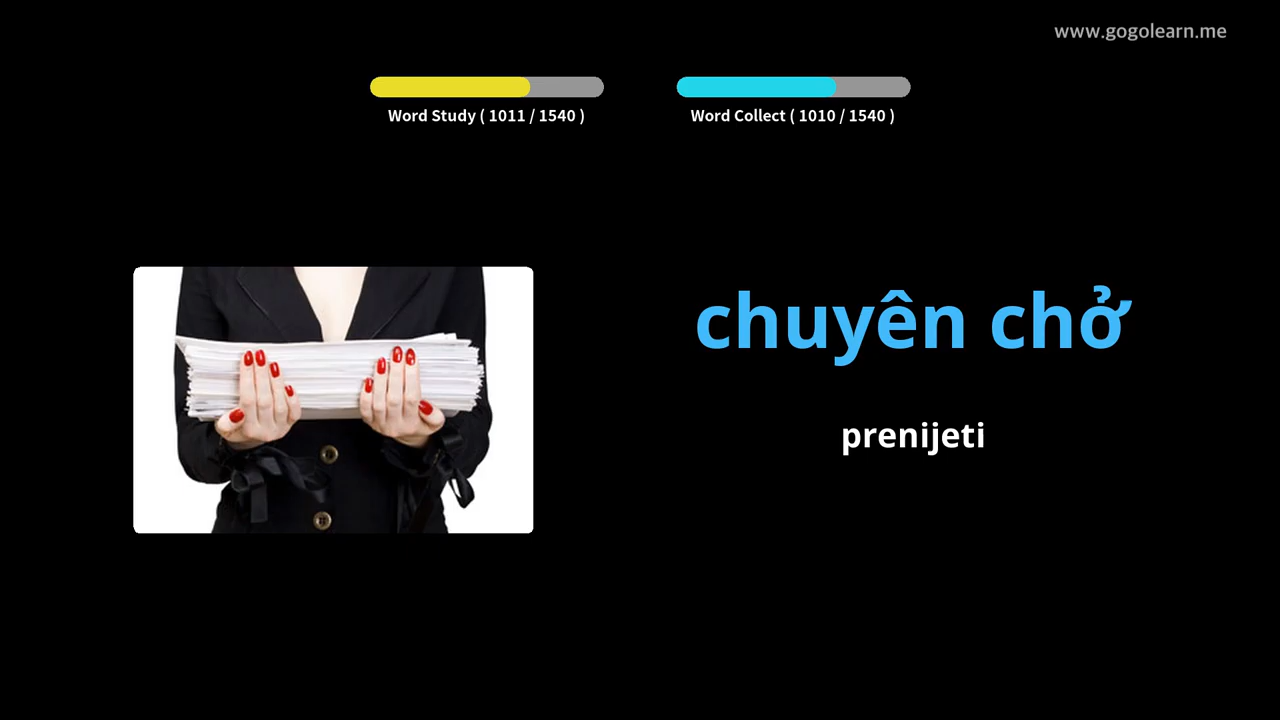 www.gogolearn.me
Word Study ( 1011 / 1540 )
Word Collect ( 1010 / 1540 )
chuyên chở
prenijeti